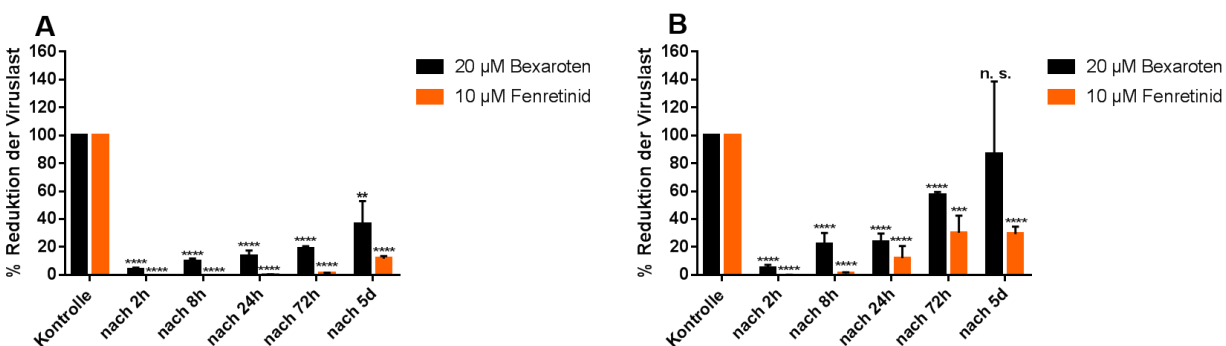 A
% Reduktion der Viruslast
160
140
120
100
80
60
40
20
0
**** ****
**** ****
**** ****
**** ****
** ****
Kontrolle
nach 2h
nach 8h
nach 24h
nach 72h
nach 5d
20 µM Bexaroten
10 µM Fenretinid
B
% Reduktion der Viruslast
160
140
120
100
80
60
40
20
0
**** ****
**** ****
**** ****
**** ***
n. s. ****
Kontrolle
nach 2h
nach 8h
nach 24h
nach 72h
nach 5d
20 µM Bexaroten
10 µM Fenretinid